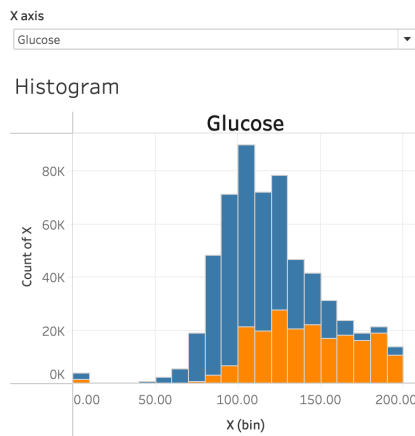 X axis
Glucose
Histogram
Glucose
80K
60K
40K
20K
0K
Count of X
0.00 50.00 100.00 150.00 200.00
X (bin)